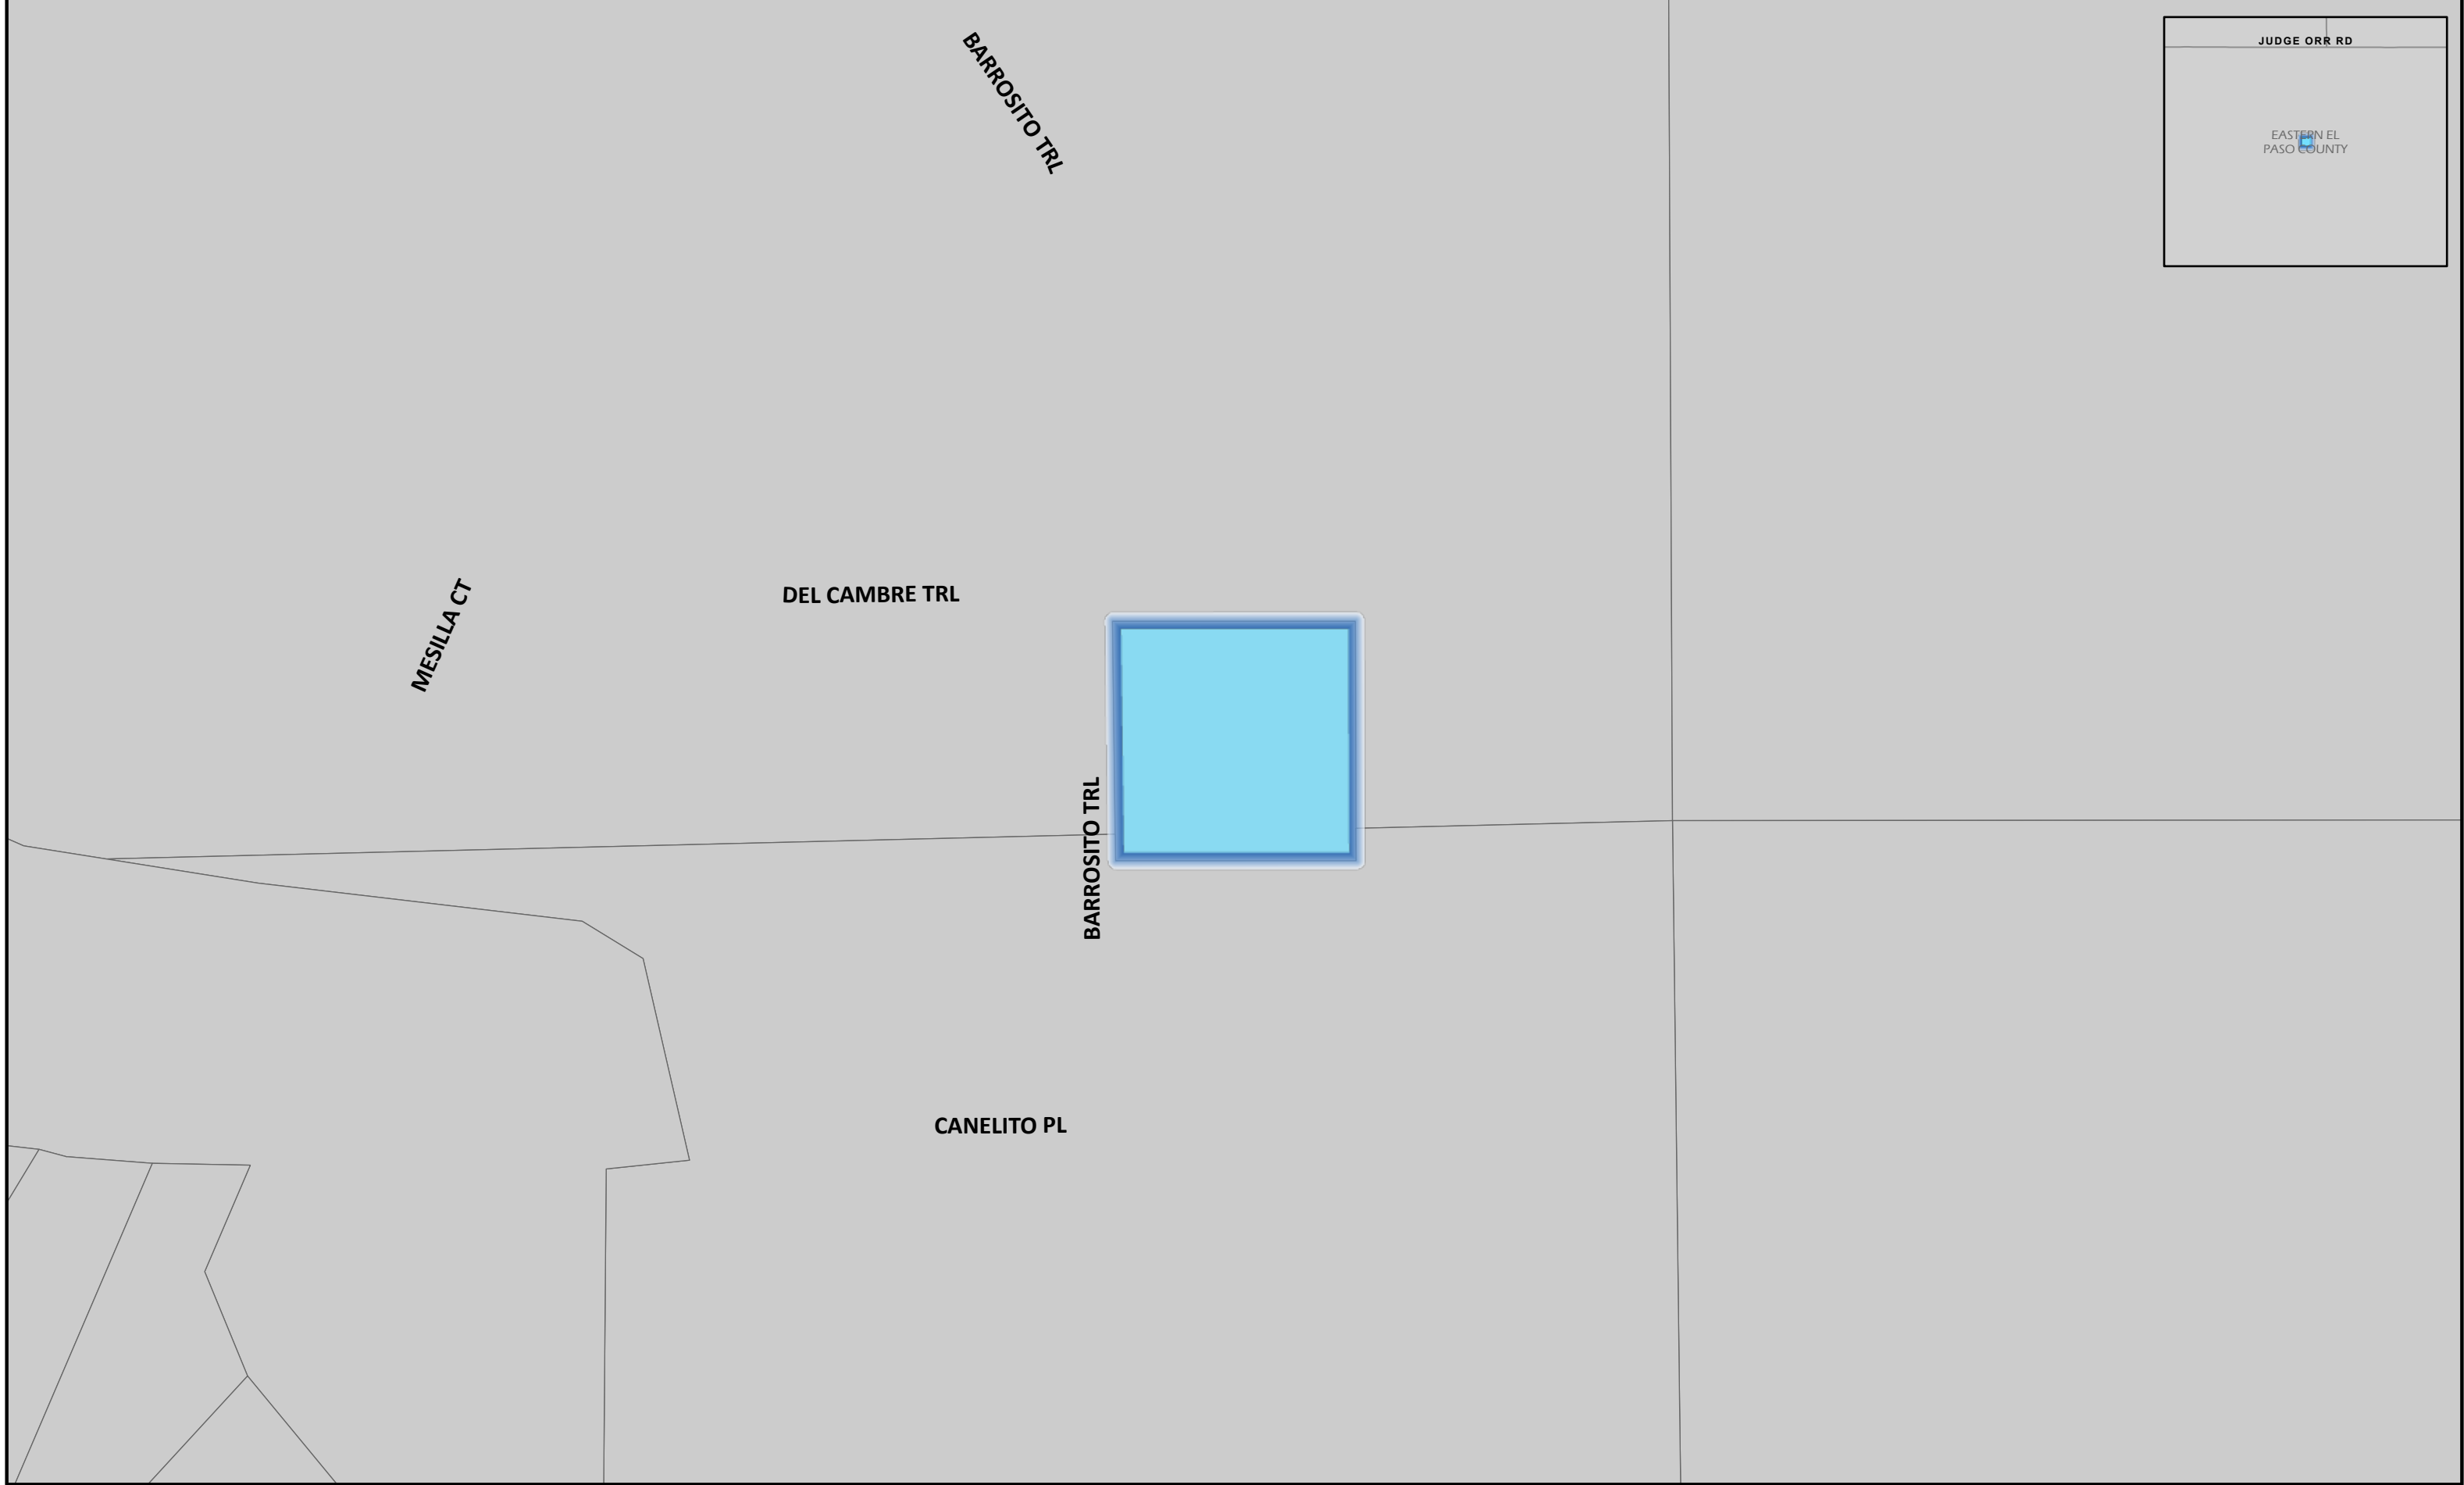 BARROSITO TRL
JUDGE ORR RD
EASTERN EL
PASO COUNTY
MESILLA CT
DEL CAMBRE TRL
BARROSITO TRL
CANELITO PL